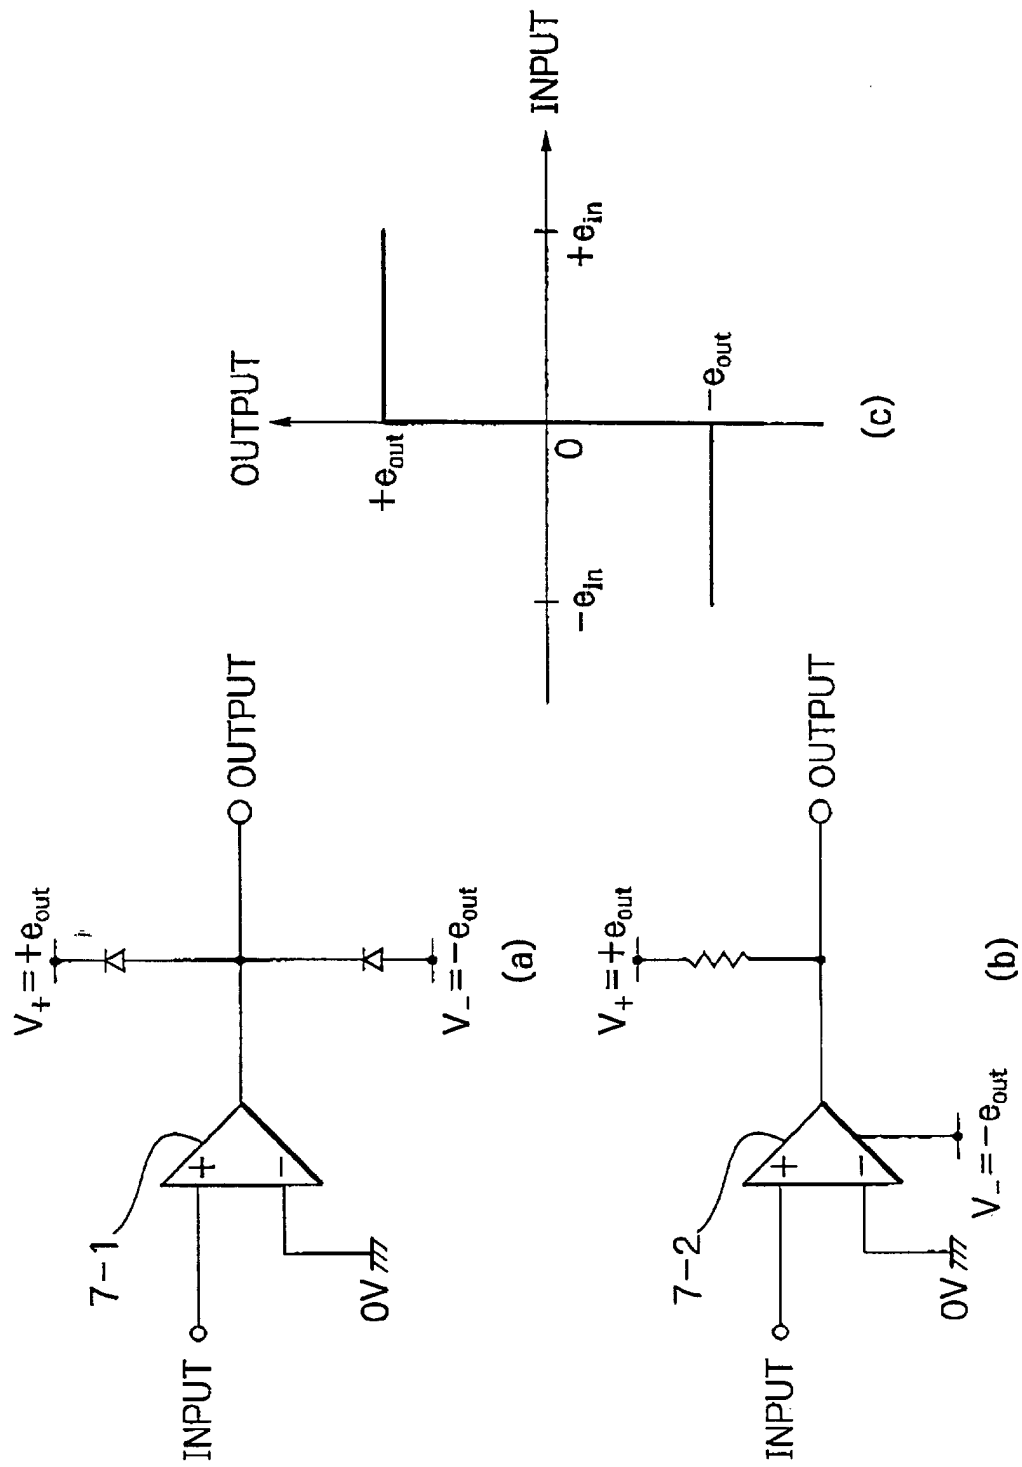 V+ = +eout
7-1
+
−
INPUT
OUTPUT
0V
V− = −eout
(a)
V+ = +eout
7-2
+
−
INPUT
OUTPUT
0V
V− = −eout
(b)
OUTPUT
+eout
INPUT
−ein
0
+ein
−eout
(c)